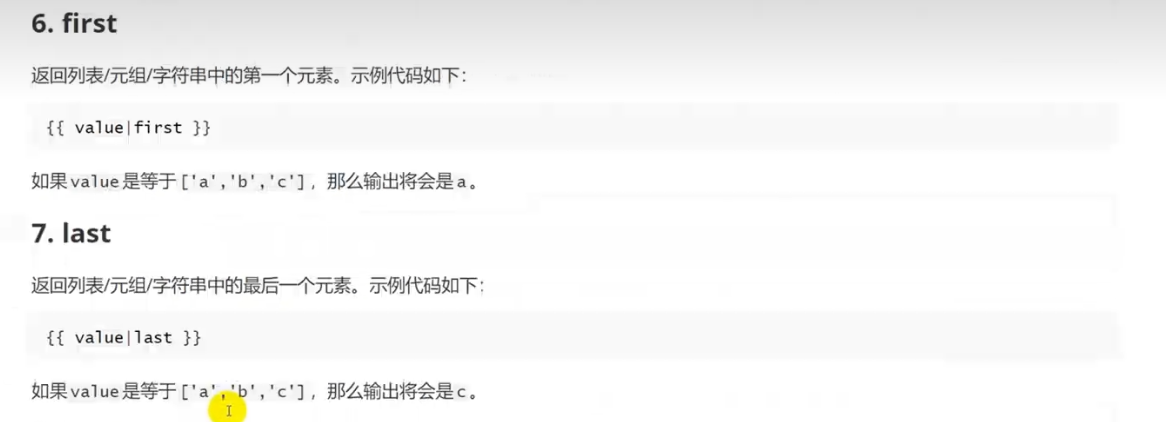 6. first
返回列表/元组/字符串中的第一个元素。示例代码如下：
{{ value|first }}
如果value是等于['a','b','c']，那么输出将会是a。
7. last
返回列表/元组/字符串中的最后一个元素。示例代码如下：
{{ value|last }}
如果value是等于['a','b','c']，那么输出将会是c。